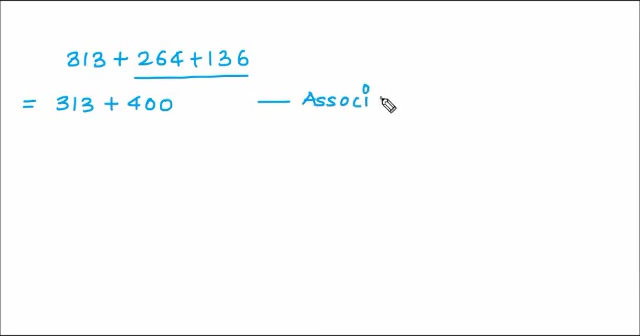 313 + 264 + 136
= 313 + 400 — Associ